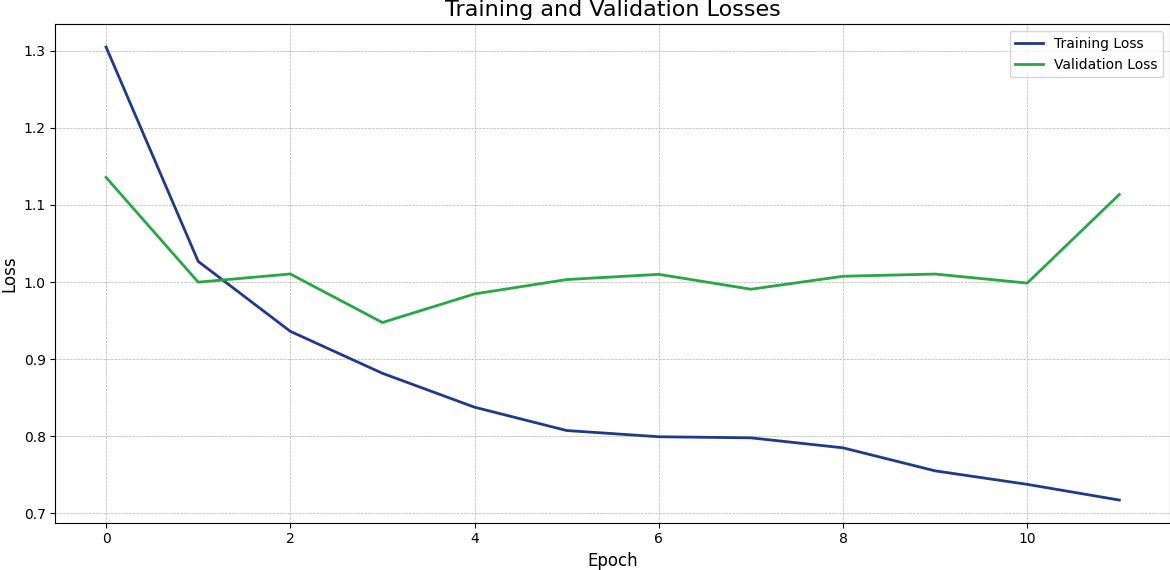 Training and Validation Losses
Training Loss
Validation Loss
1.3
1.2
1.1
1.0
0.9
0.8
0.7
Loss
0 2 4 6 8 10
Epoch